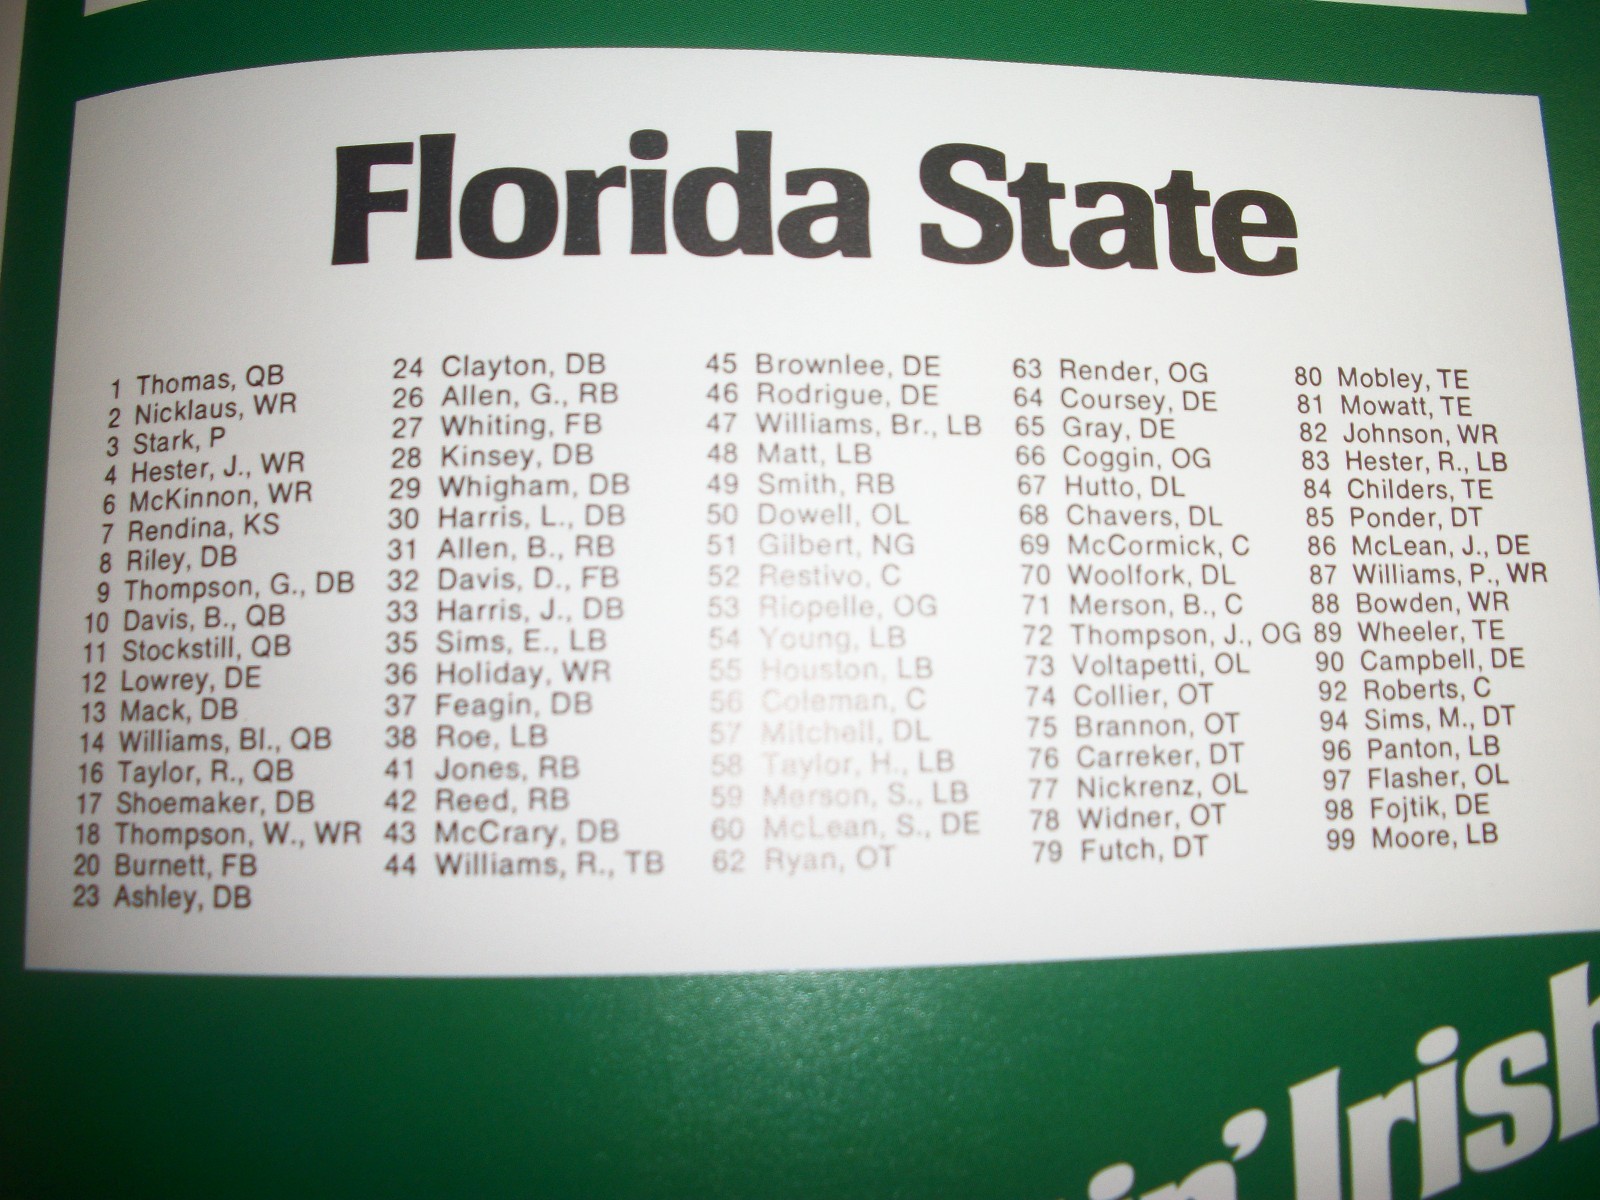 Florida State
1 Thomas, QB
2 Nicklaus, WR
3 Stark, P
4 Hester, J., WR
6 McKinnon, WR
7 Rendina, KS
8 Riley, DB
9 Thompson, G., DB
10 Davis, B., QB
11 Stockstill, QB
12 Lowrey, DE
13 Mack, DB
14 Williams, Bl., QB
16 Taylor, R., QB
17 Shoemaker, DB
18 Thompson, W., WR
20 Burnett, FB
23 Ashley, DB
24 Clayton, DB
26 Allen, G., RB
27 Whiting, FB
28 Kinsey, DB
29 Whigham, DB
30 Harris, L., DB
31 Allen, B., RB
32 Davis, D., FB
33 Harris, J., DB
35 Sims, E., LB
36 Holiday, WR
37 Feagin, DB
38 Roe, LB
41 Jones, RB
42 Reed, RB
43 McCrary, DB
44 Williams, R., TB
45 Brownlee, DE
46 Rodrigue, DE
47 Williams, Br., LB
48 Matt, LB
49 Smith, RB
50 Dowell, OL
51 Gilbert, NG
52 Restivo, C
53 Riopelle, OG
54 Young, LB
55 Houston, LB
56 Coleman, C
57 Mitchell, DL
58 Taylor, H., LB
59 Merson, S., LB
60 McLean, S., DE
62 Ryan, OT
63 Render, OG
64 Coursey, DE
65 Gray, DE
66 Coggin, OG
67 Hutto, DL
68 Chavers, DL
69 McCormick, C
70 Woolfork, DL
71 Merson, B., C
72 Thompson, J., OG
73 Voltapetti, OL
74 Collier, OT
75 Brannon, OT
76 Carreker, DT
77 Nickrenz, OL
78 Widner, OT
79 Futch, DT
80 Mobley, TE
81 Mowatt, TE
82 Johnson, WR
83 Hester, R., LB
84 Childers, TE
85 Ponder, DT
86 McLean, J., DE
87 Williams, P., WR
88 Bowden, WR
89 Wheeler, TE
90 Campbell, DE
92 Roberts, C
94 Sims, M., DT
96 Panton, LB
97 Flasher, OL
98 Fojtik, DE
99 Moore, LB
in' Irish